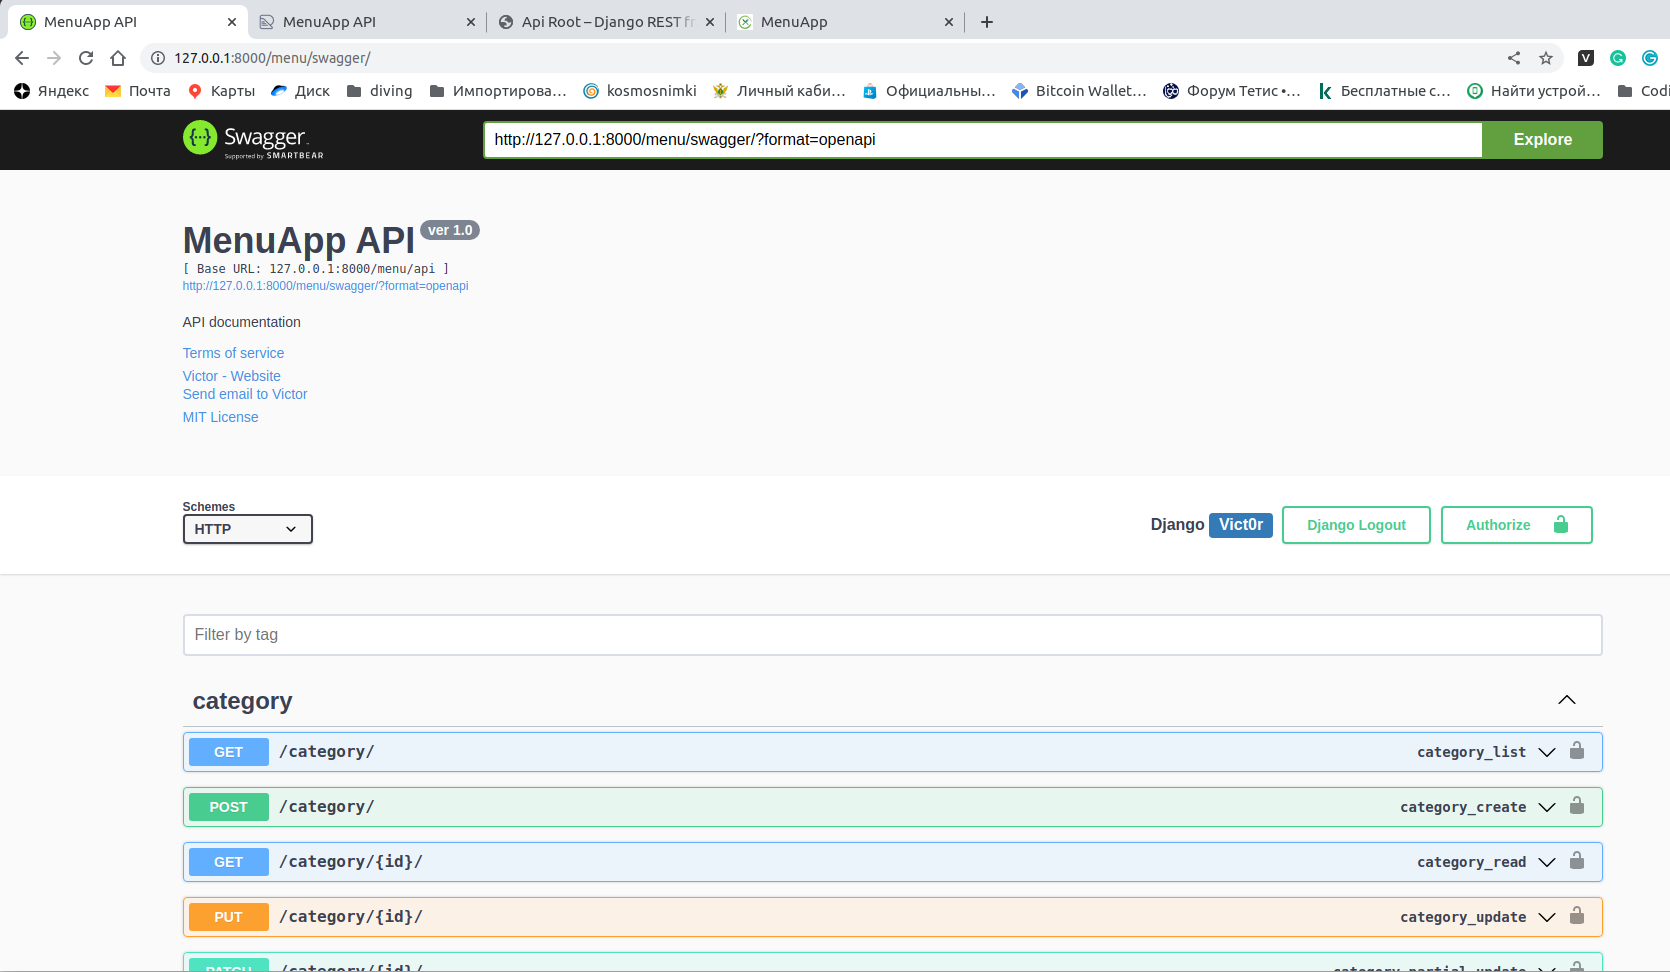 MenuApp API
MenuApp API
Api Root – Django REST fr
MenuApp
127.0.0.1:8000/menu/swagger/
Яндекс
Почта
Карты
Диск
diving
Импортирова…
kosmosnimki
Личный каби…
Официальны…
Bitcoin Wallet…
Форум Тетис •…
Бесплатные с…
Найти устрой…
Codi
Swagger
Supported by SMARTBEAR
http://127.0.0.1:8000/menu/swagger/?format=openapi
Explore
MenuApp API ver 1.0
[ Base URL: 127.0.0.1:8000/menu/api ]
http://127.0.0.1:8000/menu/swagger/?format=openapi
API documentation
Terms of service
Victor - Website
Send email to Victor
MIT License
Schemes
HTTP
Django Vict0r
Django Logout
Authorize
Filter by tag
category
GET /category/ category_list
POST /category/ category_create
GET /category/{id}/ category_read
PUT /category/{id}/ category_update
PATCH /category/{id}/ category_partial_update